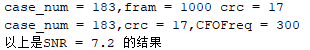 case_num = 183,fram = 1000 crc = 17
case_num = 183,crc = 17,CFOFreq = 300
以上是SNR = 7.2 的结果